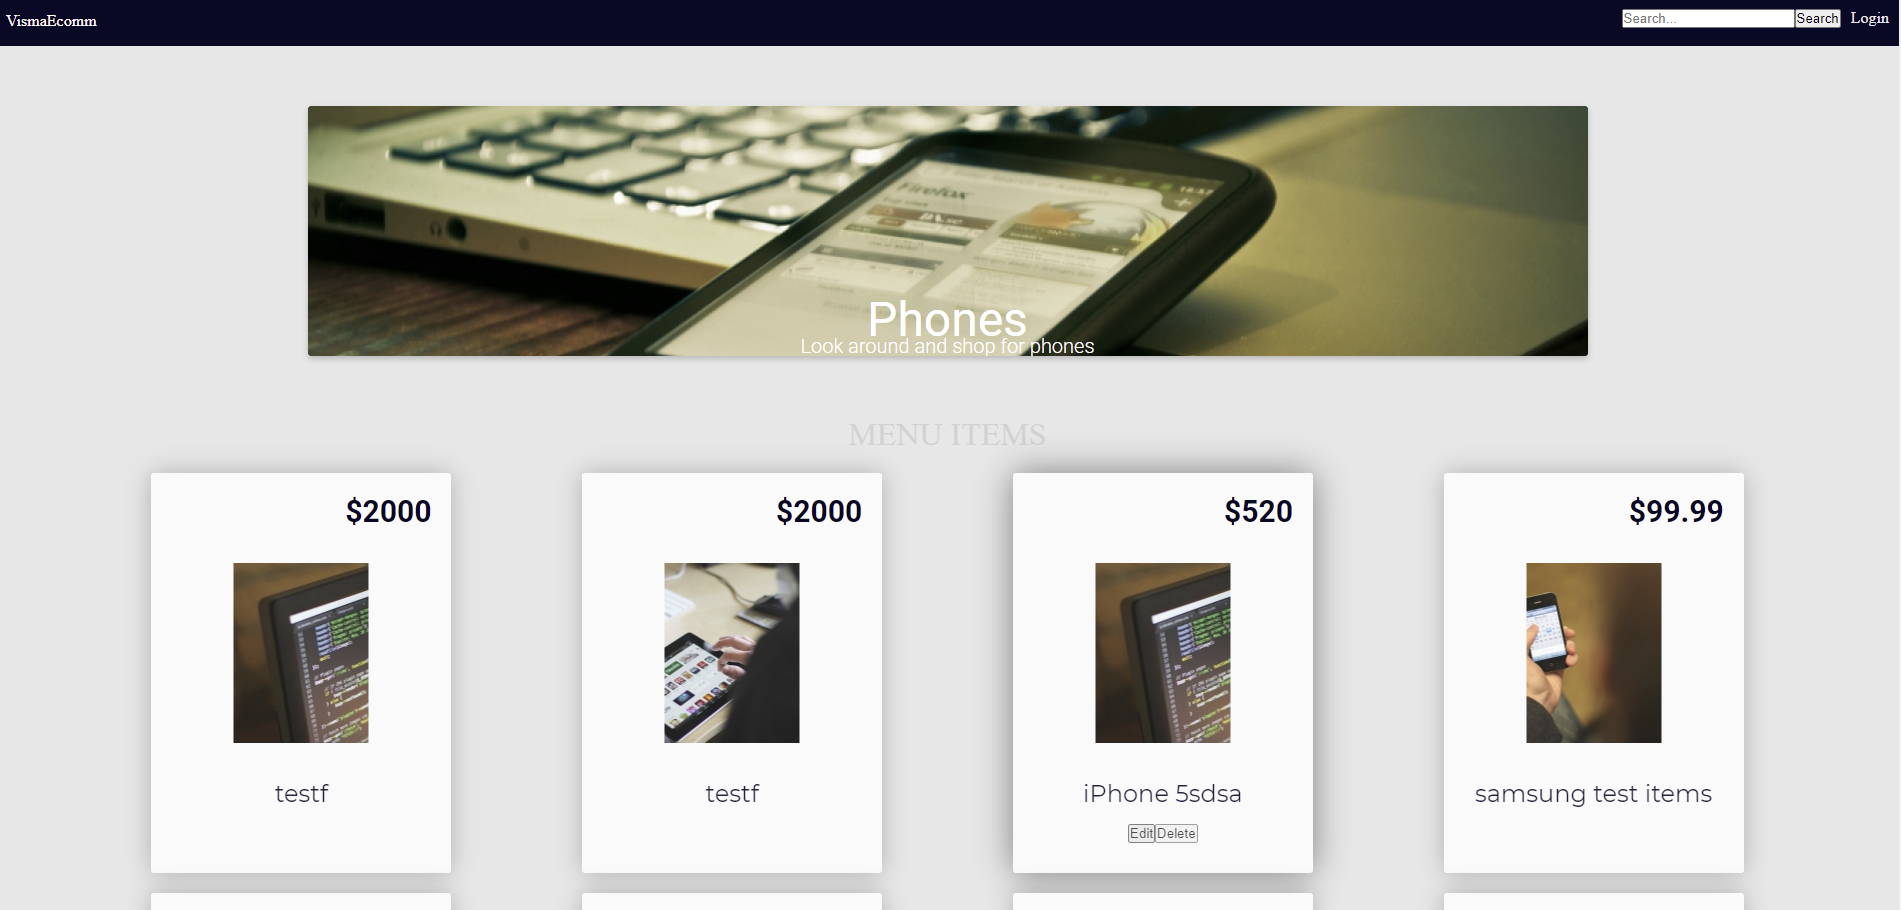 VismaEcomm
Search...
Search
Login
Firefox
Phones
Look around and shop for phones
MENU ITEMS
$2000
$2000
$520
$99.99
testf
testf
iPhone 5sdsa
samsung test items
Edit
Delete